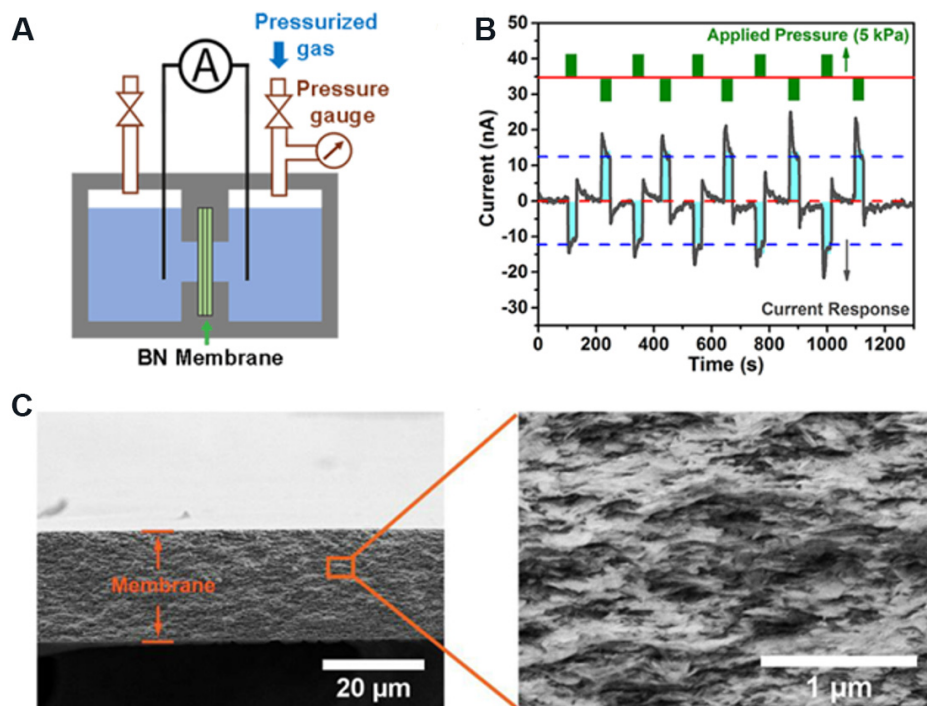 A
Pressurized
gas
A
Pressure
gauge
BN Membrane
B
50
40
30
20
10
0
-10
-20
-30
Current (nA)
Applied Pressure (5 kPa)
Current Response
0 200 400 600 800 1000 1200
Time (s)
C
Membrane
20 µm
1 µm